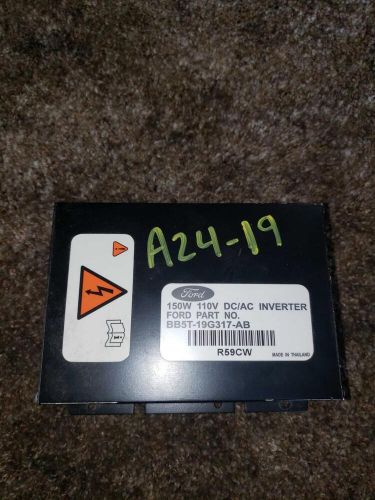 A24-19
Ford
150W 110V DC/AC INVERTER
FORD PART NO.
BB5T-19G317-AB
R59CW
MADE IN THAILAND